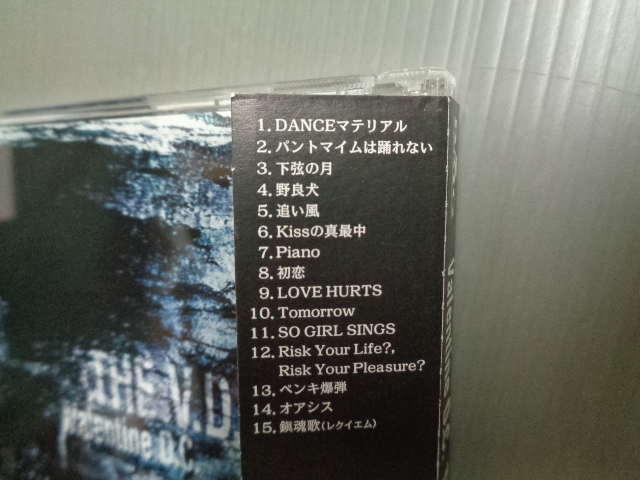 1. DANCEマテリアル
2. パントマイムは踊れない
3. 下弦の月
4. 野良犬
5. 追い風
6. Kissの真最中
7. Piano
8. 初恋
9. LOVE HURTS
10. Tomorrow
11. SO GIRL SINGS
12. Risk Your Life?,
Risk Your Pleasure?
13. ペンキ爆弾
14. オアシス
15. 鎮魂歌(レクイエム)
THE V.D.
Valentine D.C.
Valentine D.C.